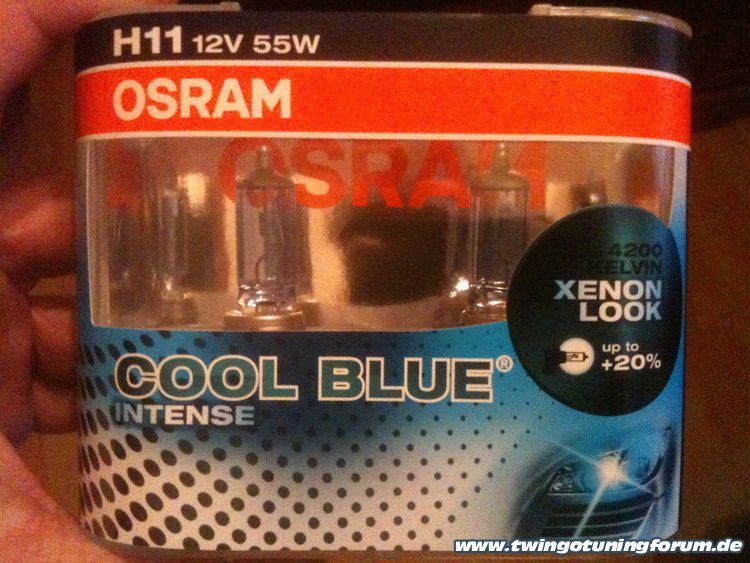 H11 12V 55W
OSRAM
OSRAM
4200
KELVIN
XENON
LOOK
up to
+20%
COOL BLUE®
INTENSE
www.twingotuningforum.de